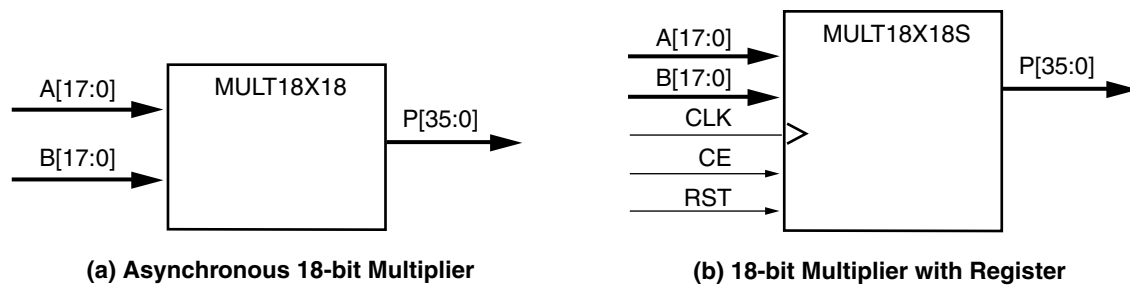 MULT18X18
A[17:0]
B[17:0]
P[35:0]
(a) Asynchronous 18-bit Multiplier
MULT18X18S
A[17:0]
B[17:0]
CLK
CE
RST
P[35:0]
(b) 18-bit Multiplier with Register